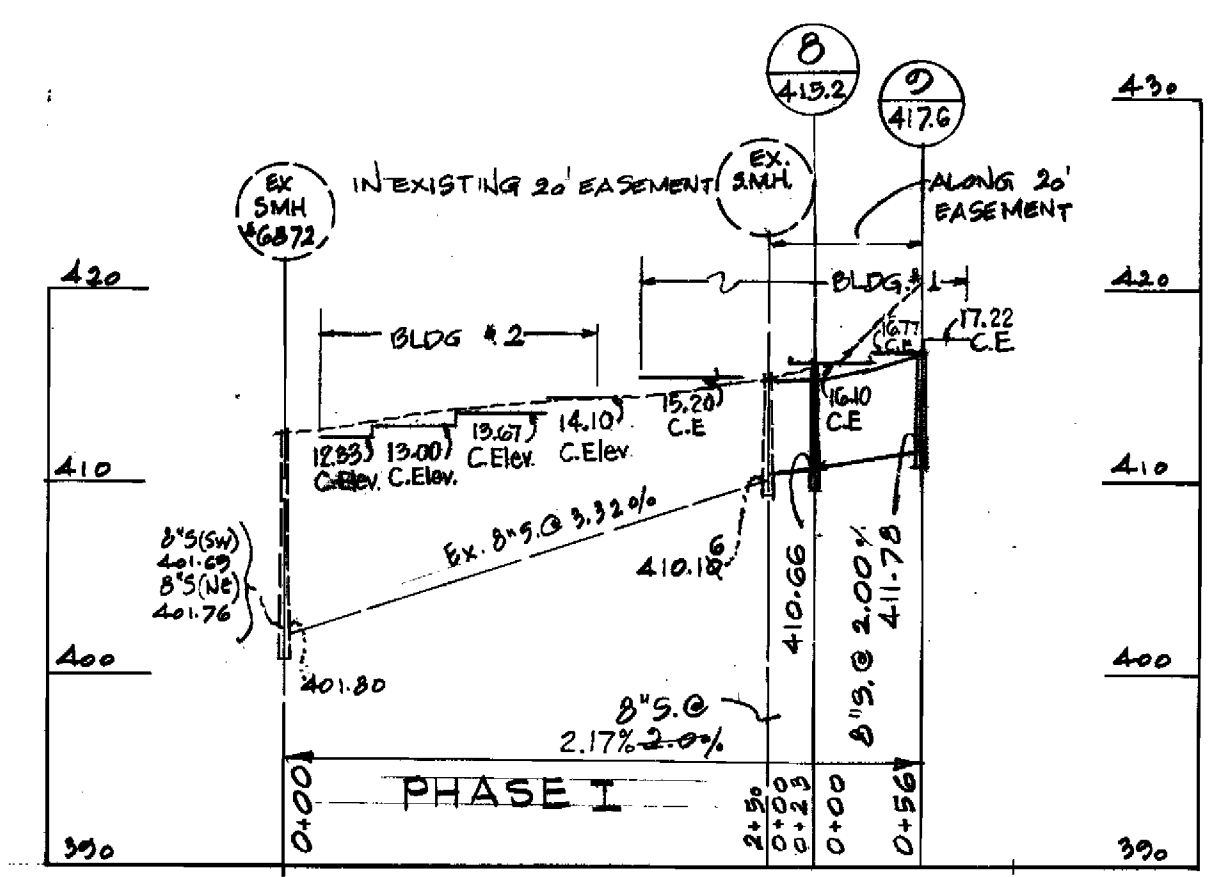 8
415.2
9
417.6
430
430
EX
SMH
#6872
IN EXISTING 20' EASEMENT
EX.
S.M.H.
ALONG 20'
EASEMENT
420
420
BLDG # 2
BLDG. # 1
16.77
C.E.
17.22
C.E.
12.33
C.Elev.
13.00
C.Elev.
13.67
C.Elev.
14.10
C.Elev.
15.20
C.E
16.10
C.E
410
410
8"S(SW)
401.69
8"S(NE)
401.76
Ex. 8"S.@ 3.32%
410.16
410.66
8"S. @ 2.00%
411.78
400
400
401.80
8"S.@
2.17% 2.0%
PHASE I
0+00
2+50
0+00
0+23
0+00
0+56
390
390